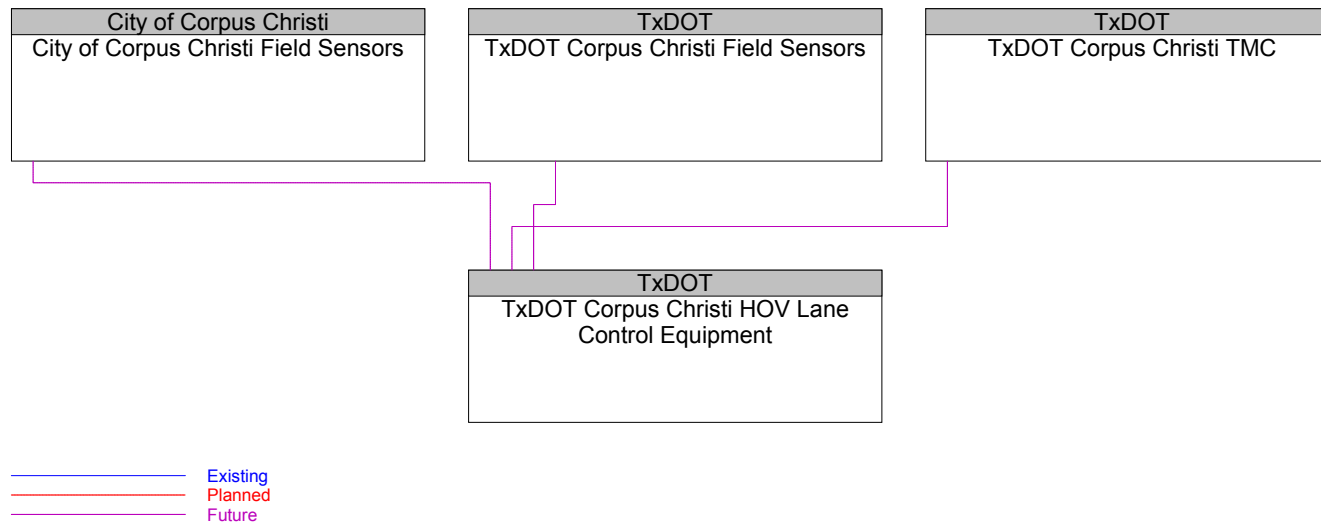 City of Corpus Christi
City of Corpus Christi Field Sensors
TxDOT
TxDOT Corpus Christi Field Sensors
TxDOT
TxDOT Corpus Christi TMC
TxDOT
TxDOT Corpus Christi HOV Lane
Control Equipment
Existing
Planned
Future